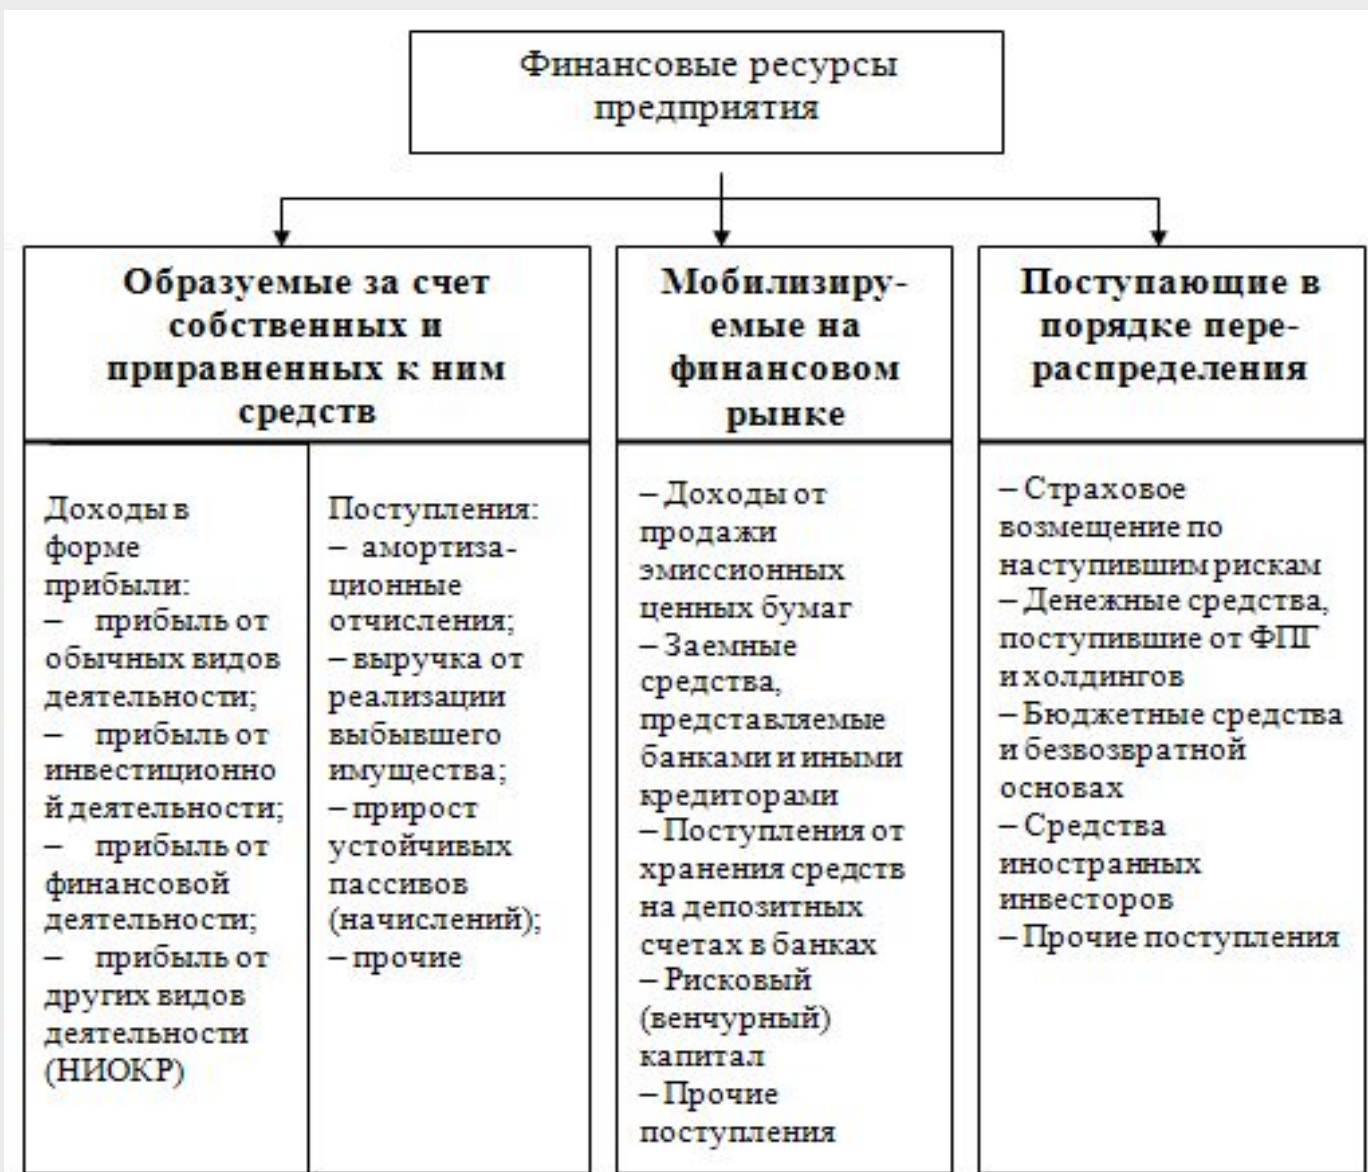 Финансовые ресурсы
предприятия
Образуемые за счет
собственных и
приравненных к ним
средств
Доходы в
форме
прибыли:
– прибыль от
обычных видов
деятельности;
– прибыль от
инвестиционно
й деятельности;
– прибыль от
финансовой
деятельности;
– прибыль от
других видов
деятельности
(НИОКР)
Поступления:
– амортиза-
ционные
отчисления;
– выручка от
реализации
выбывшего
имущества;
– прирост
устойчивых
пассивов
(начислений);
– прочие
Мобилизиру-
емые на
финансовом
рынке
– Доходы от
продажи
эмиссионных
ценных бумаг
– Заемные
средства,
представляемые
банками и иными
кредиторами
– Поступления от
хранения средств
на депозитных
счетах в банках
– Рисковый
(венчурный)
капитал
– Прочие
поступления
Поступающие в
порядке пере-
распределения
– Страховое
возмещение по
наступившим рискам
– Денежные средства,
поступившие от ФПГ
и холдингов
– Бюджетные средства
и безвозвратной
основах
– Средства
иностранных
инвесторов
– Прочие поступления